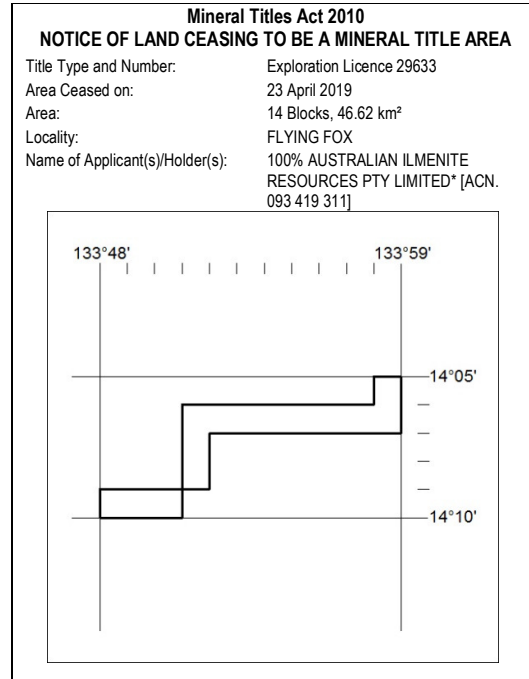 Mineral Titles Act 2010
NOTICE OF LAND CEASING TO BE A MINERAL TITLE AREA
Title Type and Number: Exploration Licence 29633
Area Ceased on: 23 April 2019
Area: 14 Blocks, 46.62 km²
Locality: FLYING FOX
Name of Applicant(s)/Holder(s): 100% AUSTRALIAN ILMENITE
RESOURCES PTY LIMITED* [ACN.
093 419 311]
133°48' 133°59'
14°05'
14°10'